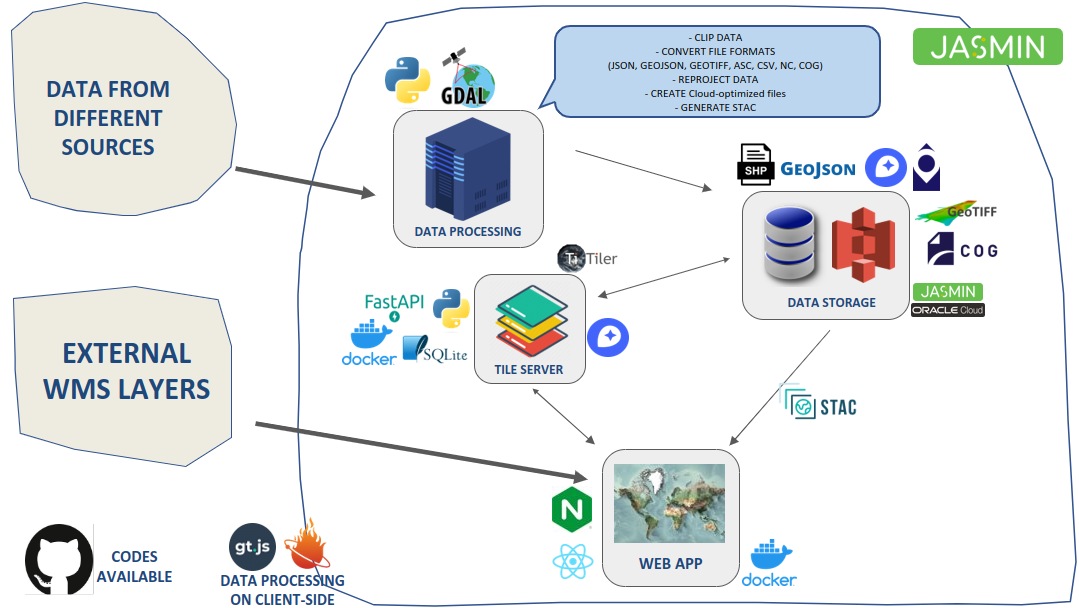 DATA FROM
DIFFERENT
SOURCES
- CLIP DATA
- CONVERT FILE FORMATS
(JSON, GEOJSON, GEOTIFF, ASC, CSV, NC, COG)
- REPROJECT DATA
- CREATE Cloud-optimized files
- GENERATE STAC
JASMIN
GDAL
DATA PROCESSING
SHP
GEOJSON
GeoTIFF
COG
DATA STORAGE
JASMIN
ORACLE Cloud
Ti
Tiler
FastAPI
docker
SQLite
TILE SERVER
EXTERNAL
WMS LAYERS
STAC
N
WEB APP
docker
CODES
AVAILABLE
gt.js
DATA PROCESSING
ON CLIENT-SIDE